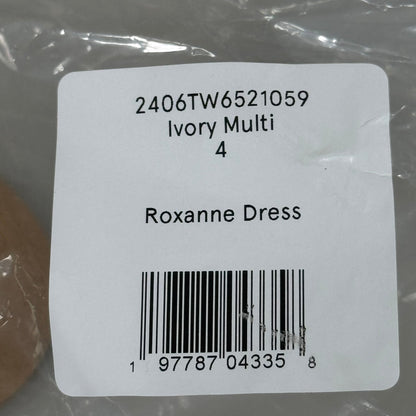 2406TW6521059
Ivory Multi
4
Roxanne Dress
1 97787 04335 8